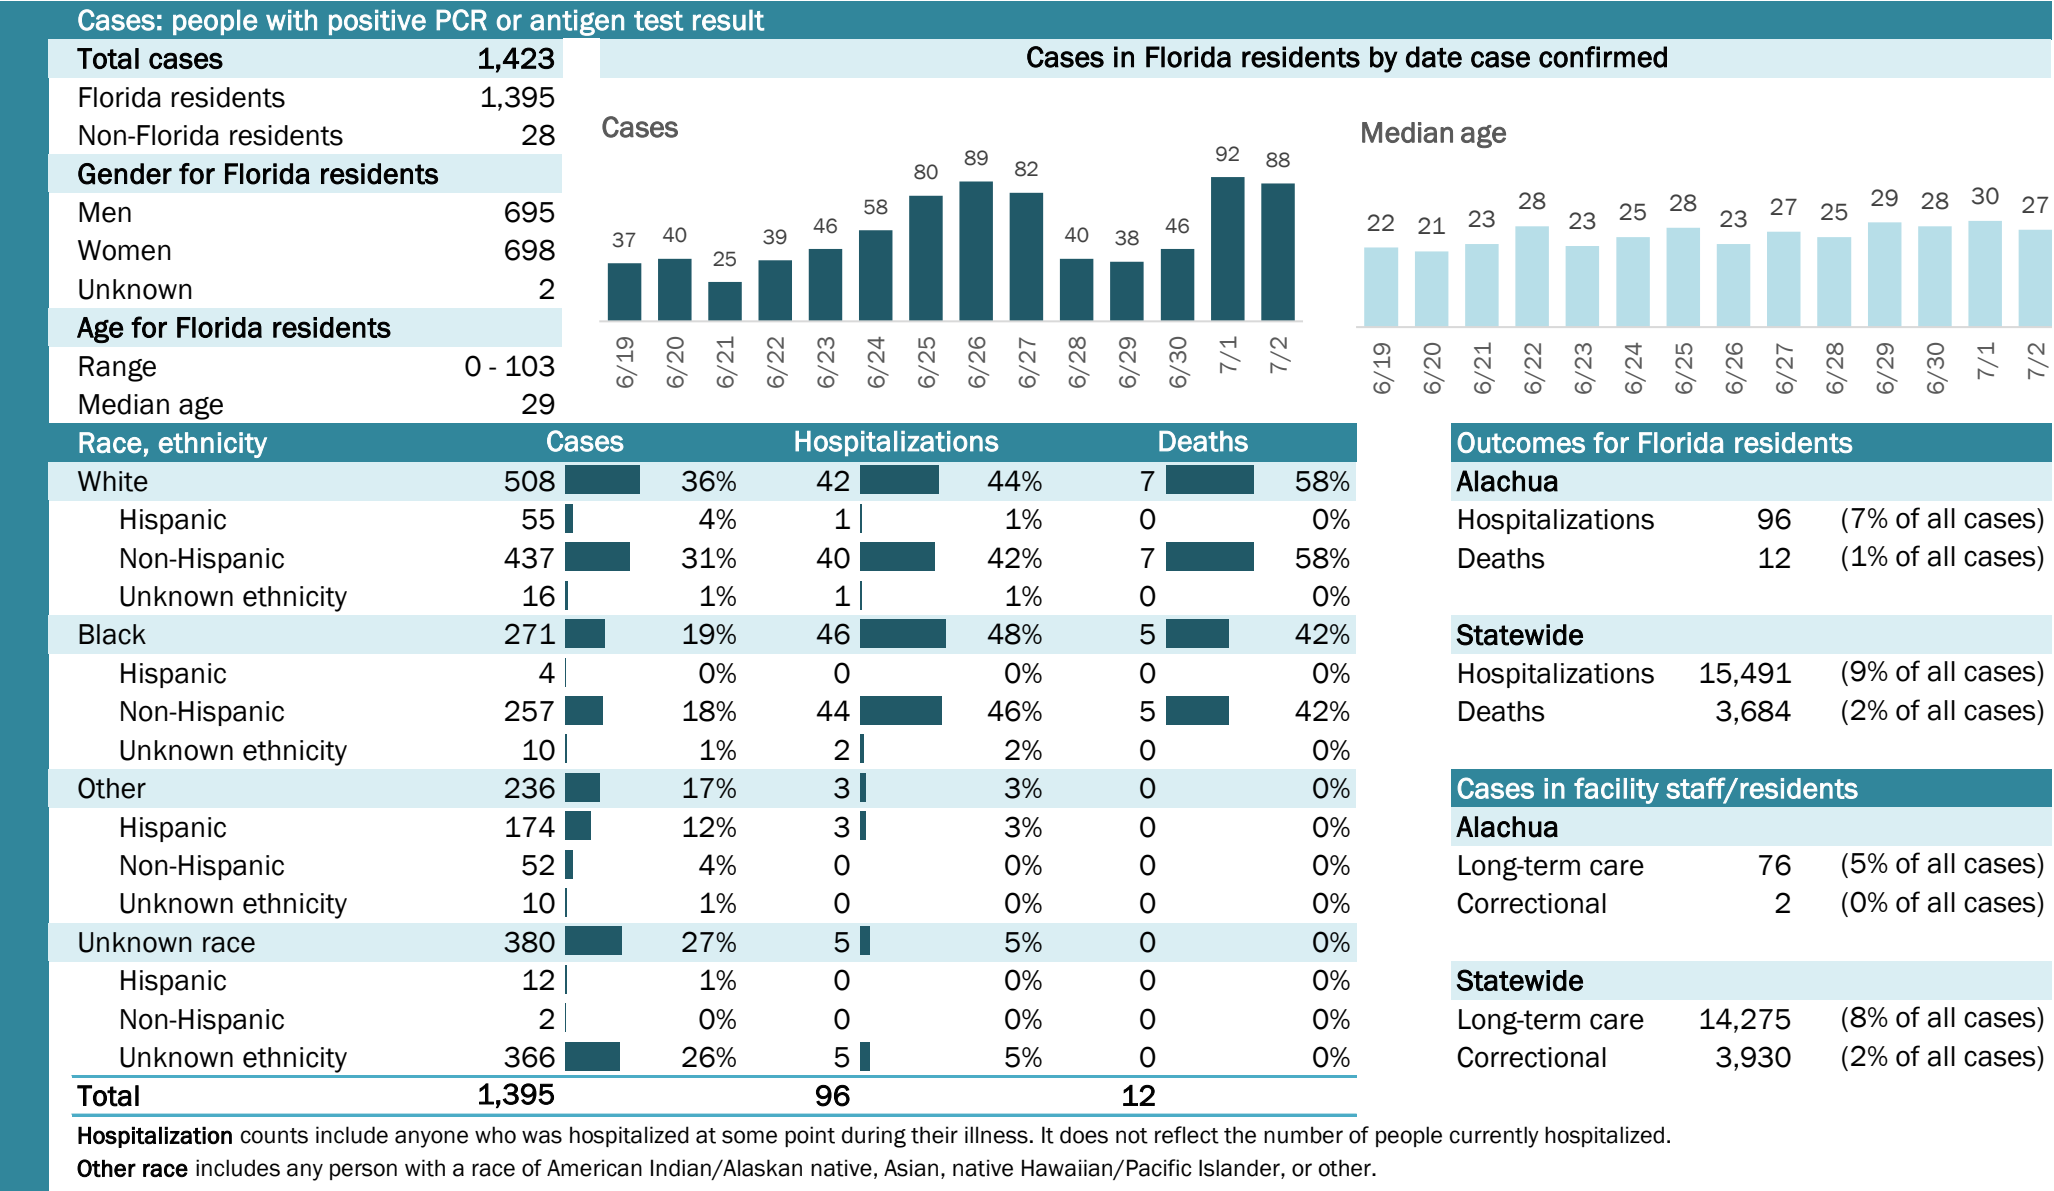 Cases: people with positive PCR or antigen test result
Total cases 1,423
Florida residents 1,395
Non-Florida residents 28
Gender for Florida residents
Men 695
Women 698
Unknown 2
Age for Florida residents
Range 0 - 103
Median age 29
Cases in Florida residents by date case confirmed
Cases
37 40 25 39 46 58 80 89 82 40 38 46 92 88
6/19 6/20 6/21 6/22 6/23 6/24 6/25 6/26 6/27 6/28 6/29 6/30 7/1 7/2
Median age
22 21 23 28 23 25 28 23 27 25 29 28 30 27
6/19 6/20 6/21 6/22 6/23 6/24 6/25 6/26 6/27 6/28 6/29 6/30 7/1 7/2
Race, ethnicity Cases Hospitalizations Deaths
White 508 36% 42 44% 7 58%
Hispanic 55 4% 1 1% 0 0%
Non-Hispanic 437 31% 40 42% 7 58%
Unknown ethnicity 16 1% 1 1% 0 0%
Black 271 19% 46 48% 5 42%
Hispanic 4 0% 0 0% 0 0%
Non-Hispanic 257 18% 44 46% 5 42%
Unknown ethnicity 10 1% 2 2% 0 0%
Other 236 17% 3 3% 0 0%
Hispanic 174 12% 3 3% 0 0%
Non-Hispanic 52 4% 0 0% 0 0%
Unknown ethnicity 10 1% 0 0% 0 0%
Unknown race 380 27% 5 5% 0 0%
Hispanic 12 1% 0 0% 0 0%
Non-Hispanic 2 0% 0 0% 0 0%
Unknown ethnicity 366 26% 5 5% 0 0%
Total 1,395 96 12
Outcomes for Florida residents
Alachua
Hospitalizations 96 (7% of all cases)
Deaths 12 (1% of all cases)
Statewide
Hospitalizations 15,491 (9% of all cases)
Deaths 3,684 (2% of all cases)
Cases in facility staff/residents
Alachua
Long-term care 76 (5% of all cases)
Correctional 2 (0% of all cases)
Statewide
Long-term care 14,275 (8% of all cases)
Correctional 3,930 (2% of all cases)
Hospitalization counts include anyone who was hospitalized at some point during their illness. It does not reflect the number of people currently hospitalized.
Other race includes any person with a race of American Indian/Alaskan native, Asian, native Hawaiian/Pacific Islander, or other.